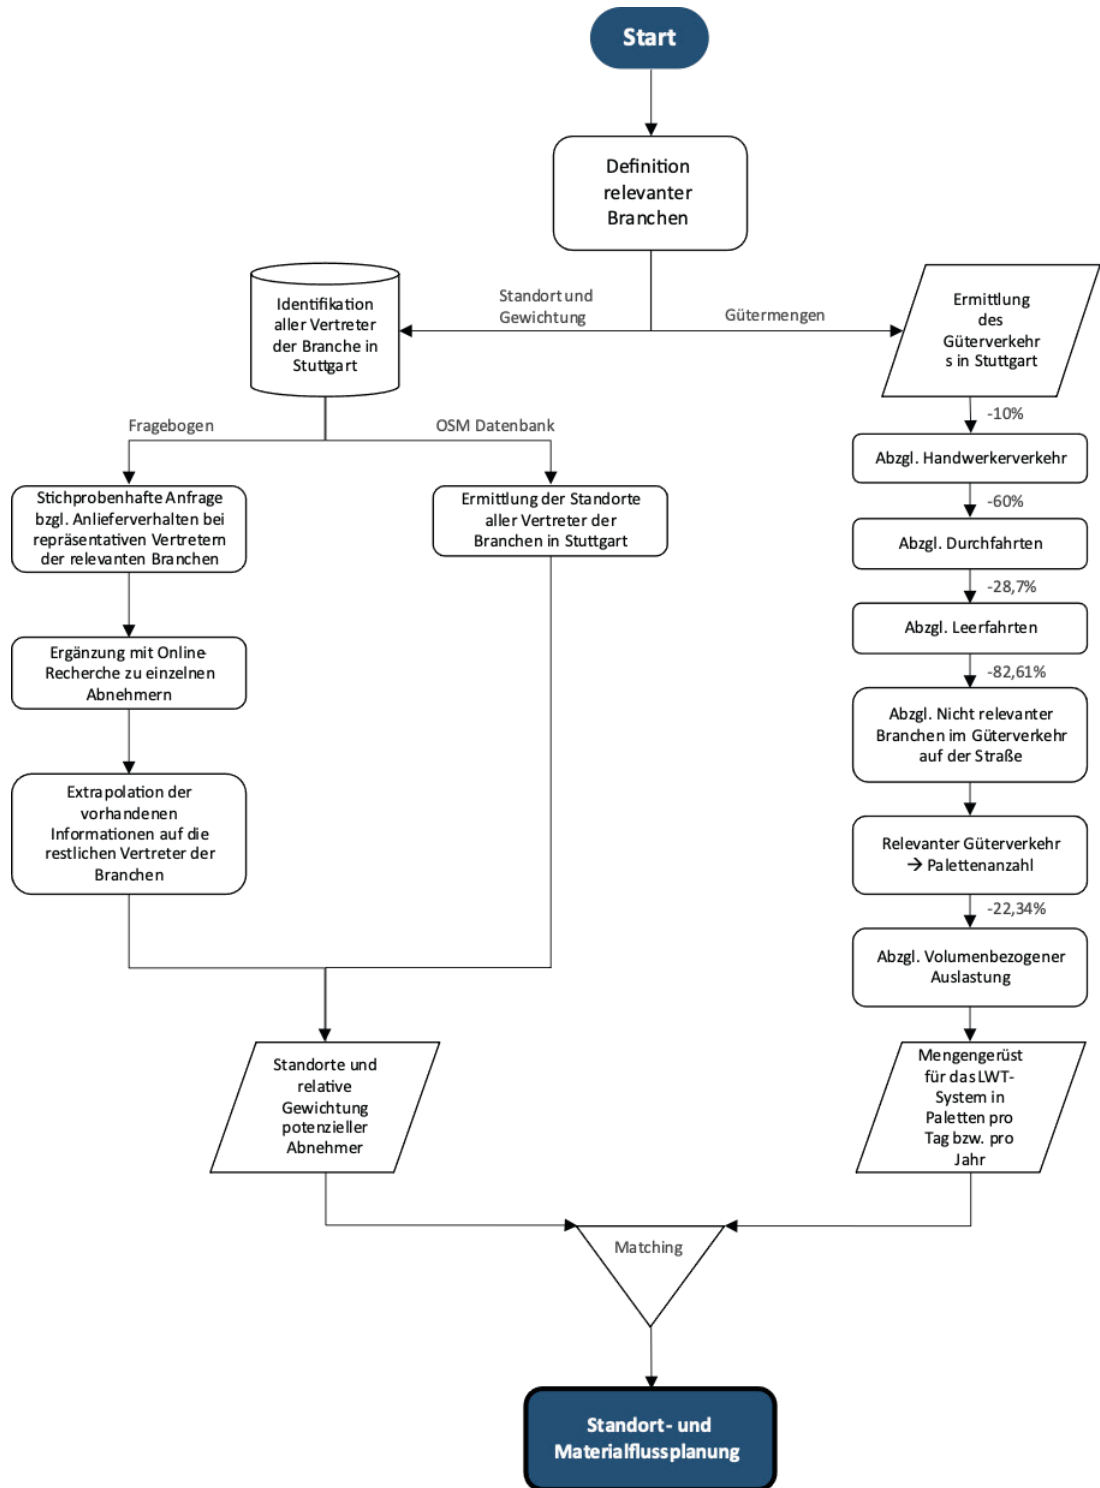 Start
Definition
relevanter
Branchen
Standort und
Gewichtung
Gütermengen
Identifikation
aller Vertreter
der Branche in
Stuttgart
Ermittlung
des
Güterverkehr
s in Stuttgart
Fragebogen
OSM Datenbank
-10%
Abzgl. Handwerkerverkehr
Stichprobenhafte Anfrage
bzgl. Anlieferverhalten bei
repräsentativen Vertretern
der relevanten Branchen
Ermittlung der Standorte
aller Vertreter der
Branchen in Stuttgart
-60%
Abzgl. Durchfahrten
-28,7%
Abzgl. Leerfahrten
Ergänzung mit Online-
Recherche zu einzelnen
Abnehmern
-82,61%
Abzgl. Nicht relevanter
Branchen im Güterverkehr
auf der Straße
Extrapolation der
vorhandenen
Informationen auf die
restlichen Vertreter der
Branchen
Relevanter Güterverkehr
→ Palettenanzahl
-22,34%
Abzgl. Volumenbezogener
Auslastung
Standorte und
relative
Gewichtung
potenzieller
Abnehmer
Mengengerüst
für das LWT-
System in
Paletten pro
Tag bzw. pro
Jahr
Matching
Standort- und
Materialflussplanung